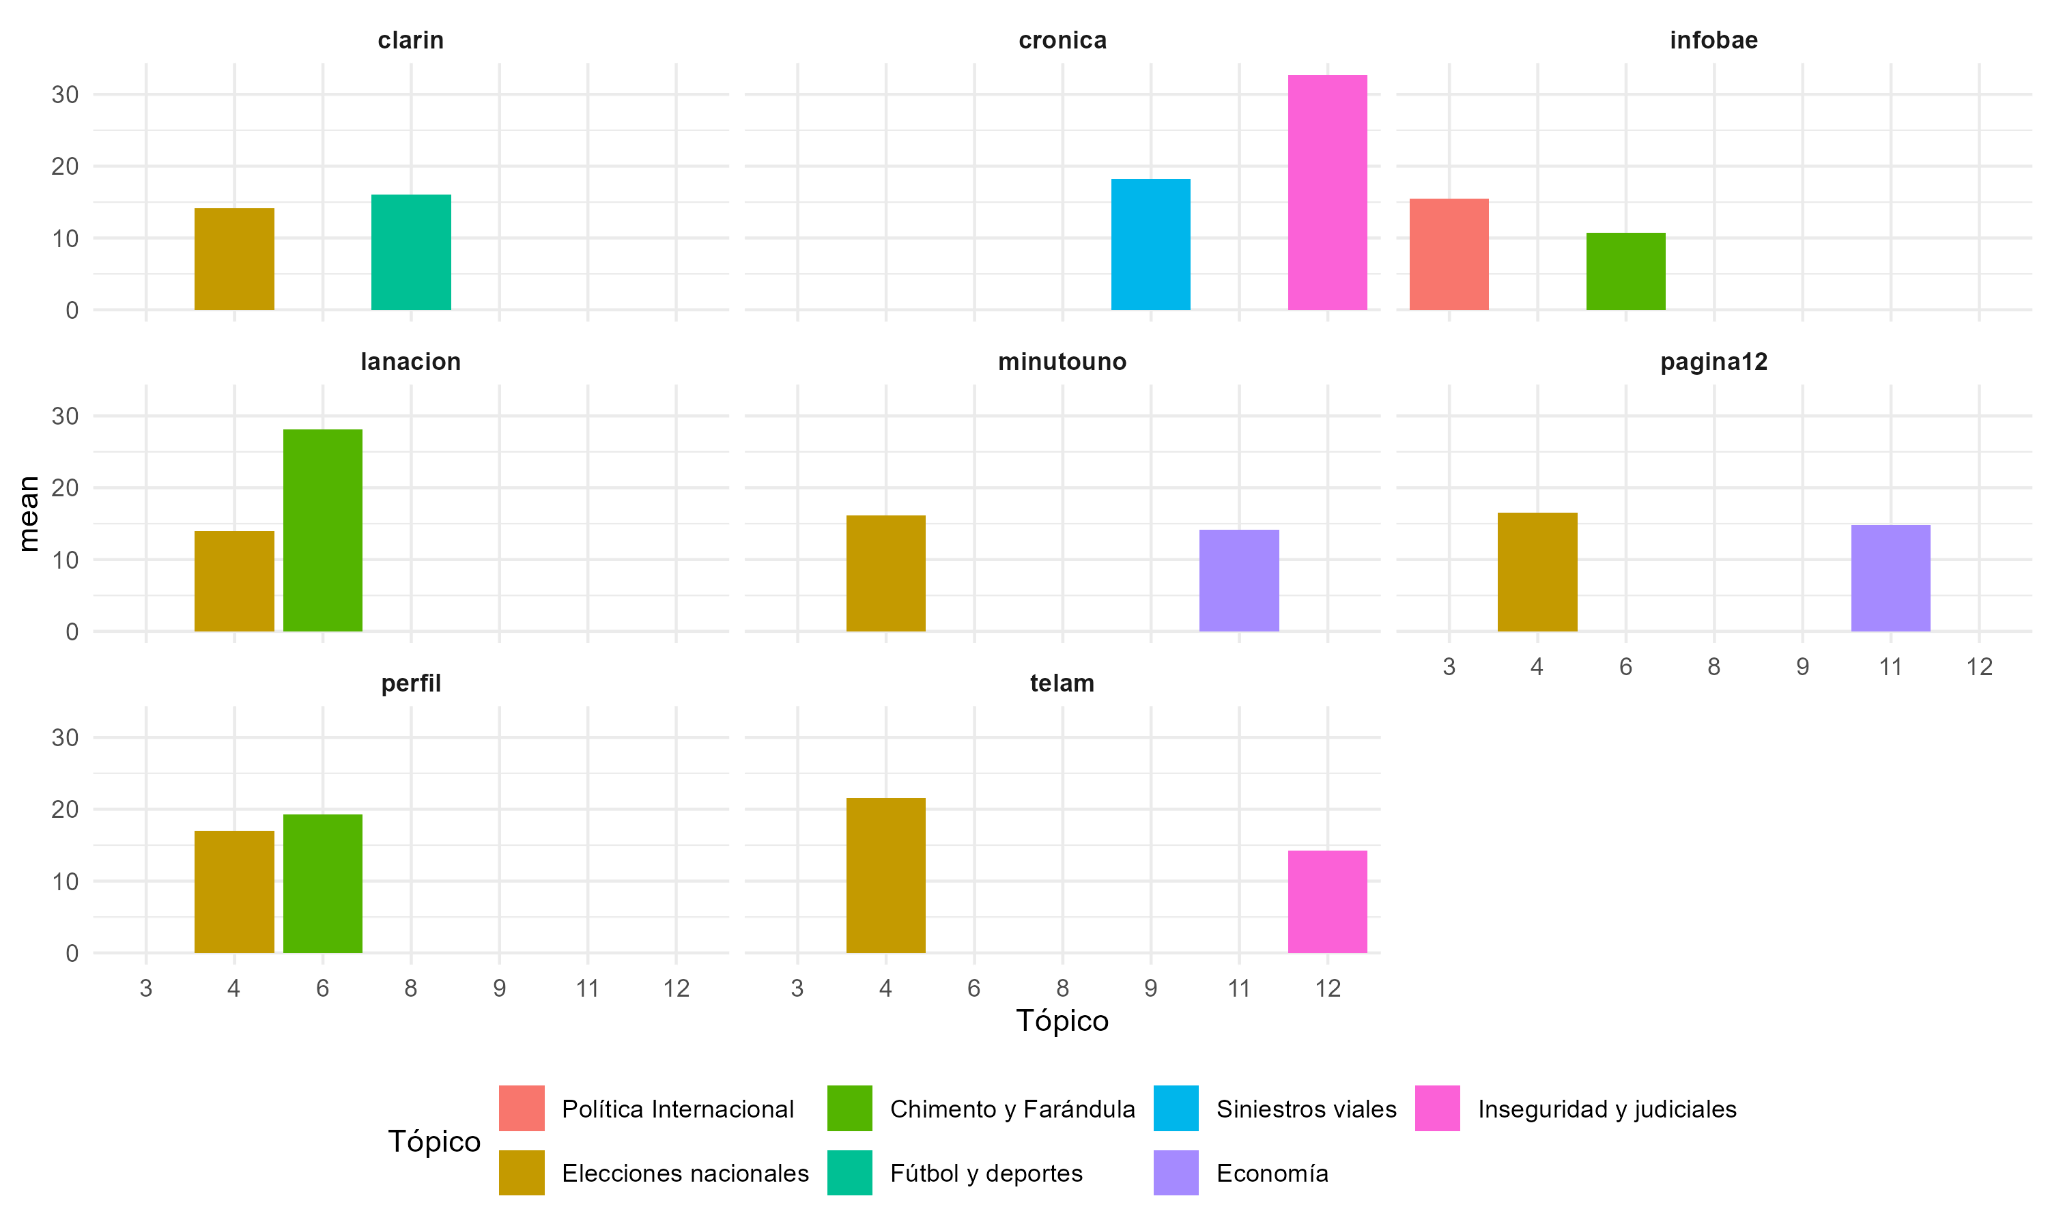 clarin cronica infobae
30
20
10
0
lanacion minutouno pagina12
30
20
10
0
3 4 6 8 9 11 12
perfil telam
30
20
10
0
3 4 6 8 9 11 12 3 4 6 8 9 11 12
mean
Tópico
Tópico
Política Internacional Chimento y Farándula Siniestros viales Inseguridad y judiciales
Elecciones nacionales Fútbol y deportes Economía